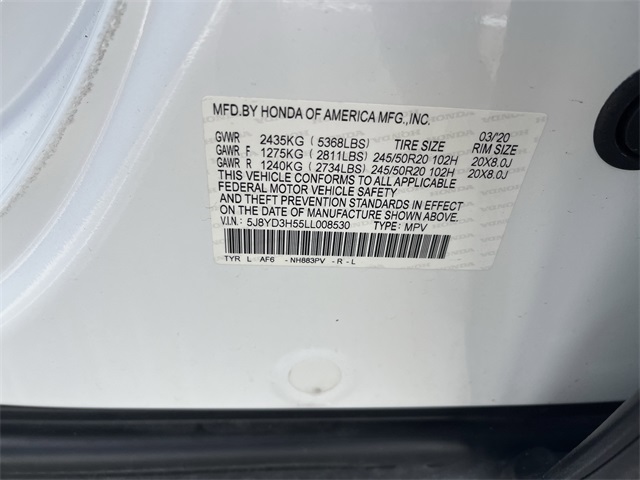 MFD.BY HONDA OF AMERICA MFG.,INC. 03/20
GVWR 2435KG ( 5368LBS) TIRE SIZE RIM SIZE
GAWR F 1275KG ( 2811LBS) 245/50R20 102H 20X8.0J
GAWR R 1240KG ( 2734LBS) 245/50R20 102H 20X8.0J
THIS VEHICLE CONFORMS TO ALL APPLICABLE
FEDERAL MOTOR VEHICLE SAFETY
AND THEFT PREVENTION STANDARDS IN EFFECT
ON THE DATE OF MANUFACTURE SHOWN ABOVE.
V.I.N: 5J8YD3H55LL008530 TYPE: MPV
TYR L AF6 -NH883PV -R-L